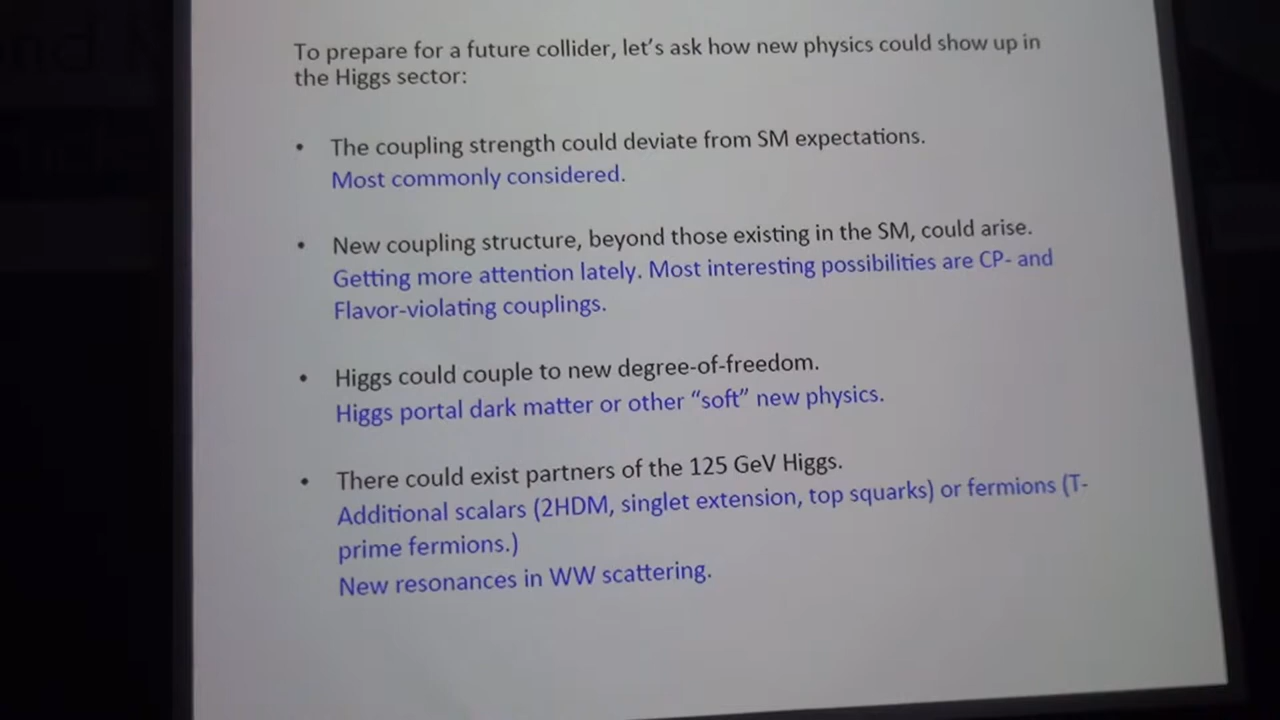 To prepare for a future collider, let's ask how new physics could show up in
the Higgs sector:
• The coupling strength could deviate from SM expectations.
Most commonly considered.
• New coupling structure, beyond those existing in the SM, could arise.
Getting more attention lately. Most interesting possibilities are CP- and
Flavor-violating couplings.
• Higgs could couple to new degree-of-freedom.
Higgs portal dark matter or other “soft” new physics.
• There could exist partners of the 125 GeV Higgs.
Additional scalars (2HDM, singlet extension, top squarks) or fermions (T-
prime fermions.)
New resonances in WW scattering.